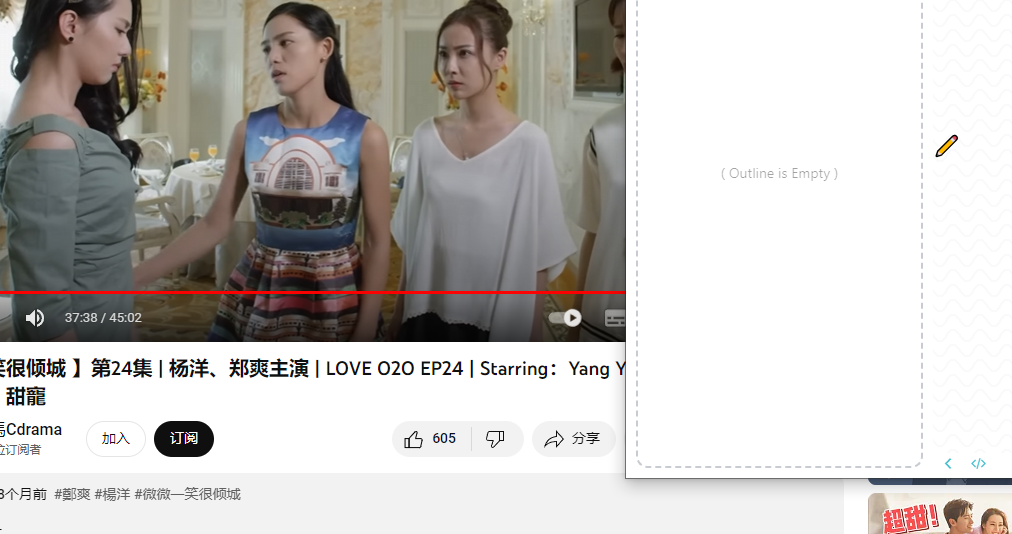 ( Outline is Empty )
37:38 / 45:02
笑很倾城 】第24集 | 杨洋、郑爽主演 | LOVE O2O EP24 | Starring：Yang Y
甜寵
Cdrama
位订阅者
加入
订阅
605
分享
3个月前 #鄭爽 #楊洋 #微微一笑很倾城
超甜!